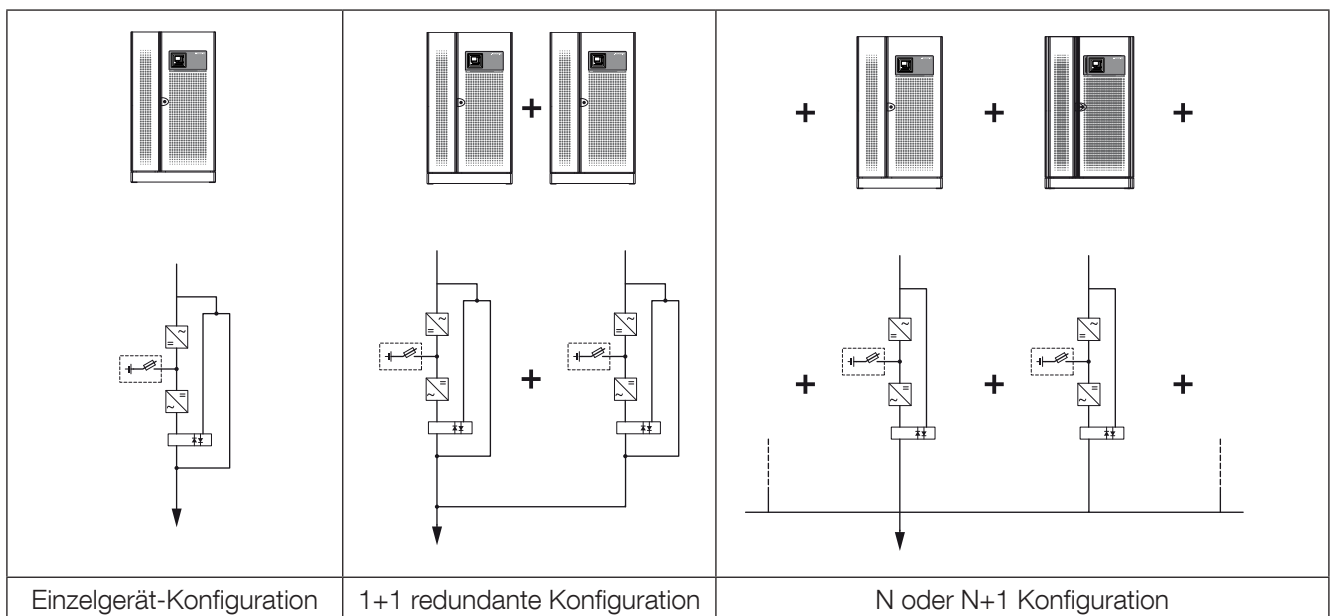 Einzelgerät-Konfiguration
1+1 redundante Konfiguration
N oder N+1 Konfiguration